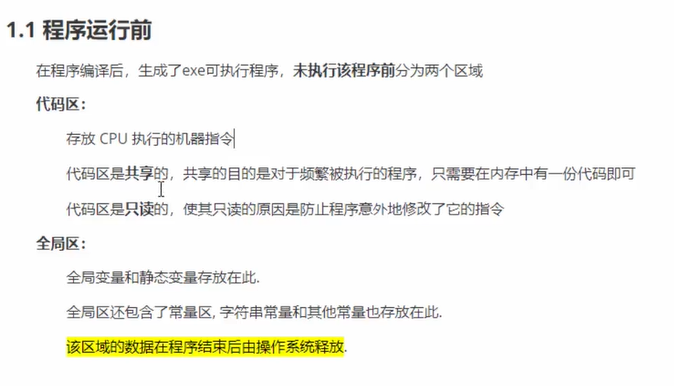 1.1 程序运行前
在程序编译后，生成了exe可执行程序，未执行该程序前分为两个区域
代码区：
存放 CPU 执行的机器指令
代码区是共享的，共享的目的是对于频繁被执行的程序，只需要在内存中有一份代码即可
代码区是只读的，使其只读的原因是防止程序意外地修改了它的指令
全局区：
全局变量和静态变量存放在此.
全局区还包含了常量区, 字符串常量和其他常量也存放在此.
该区域的数据在程序结束后由操作系统释放.